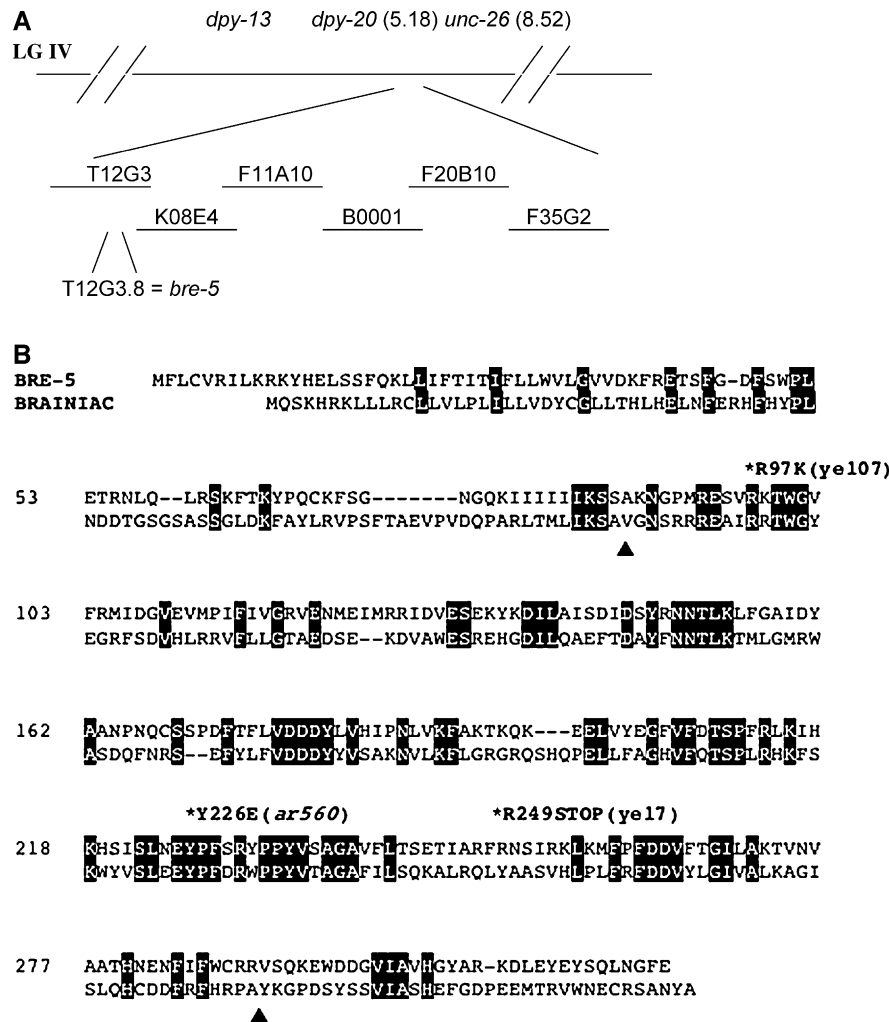 A
dpy-13 dpy-20 (5.18) unc-26 (8.52)
LG IV
T12G3 F11A10 F20B10
K08E4 B0001 F35G2
T12G3.8 = bre-5
B
BRE-5 MFLCVRILKRKYHELSSFQKLLIFTITIFLLWVLGVVDKFRETSFG-DFSWPL
BRAINIAC MQSKHRKLLLRCLLVLPLILLVDYCGLLTHLHELNFERHFHYPL
*R97K(ye107)
53 ETRNLQ--LRSKFTKYPQCKFSG-------NGQKIIIIIIIKSSAKNGPMRESVRKTWGV
NDDTGSGSASSGLDKFAYLRVPSFTAEVPVDQPARLTMLIKSAVGNSRRREAIRRTWGY
103 FRMIDGVEVMPIFIVGRVENMEIMRRIDVESEKYKDILAISDIDSYRNNTLKLFGAIDY
EGRFSDVHLRRVFLLGTAEDSE--KDVAWESREHGDILQAEFTDAYFNNTLKTMLGMRW
162 AANPNQCSSPDFTFLVDDDYLVHIPNLVKFAKTKQK---EELVYEGFVFDTSPFRLKIH
ASDQFNRS--EFYLFVDDDYYVSAKNVLKFLGRGRQSHQPELLFAGHVFQTSPLRHKFS
*Y226E(ar560) *R249STOP(ye17)
218 KHSISLNEYPFSRYPPYVSAGAVFLTSETIARFRNSIRKLKMFPFDDVFTGILAKTVNV
KWYVSLEEYPFDRWPPYVTAGAFILSQKALRQLYAASVHLPLFRFDDVYLGIVALKAGI
277 AATHNENFIFWCRRVSQKEWDDGVIAVHGYAR-KDLEYEYSQLNGFE
SLQHCDDFRFHRPAYKGPDSYSSVIASHEFGDPEEMTRVWNECRSANYA